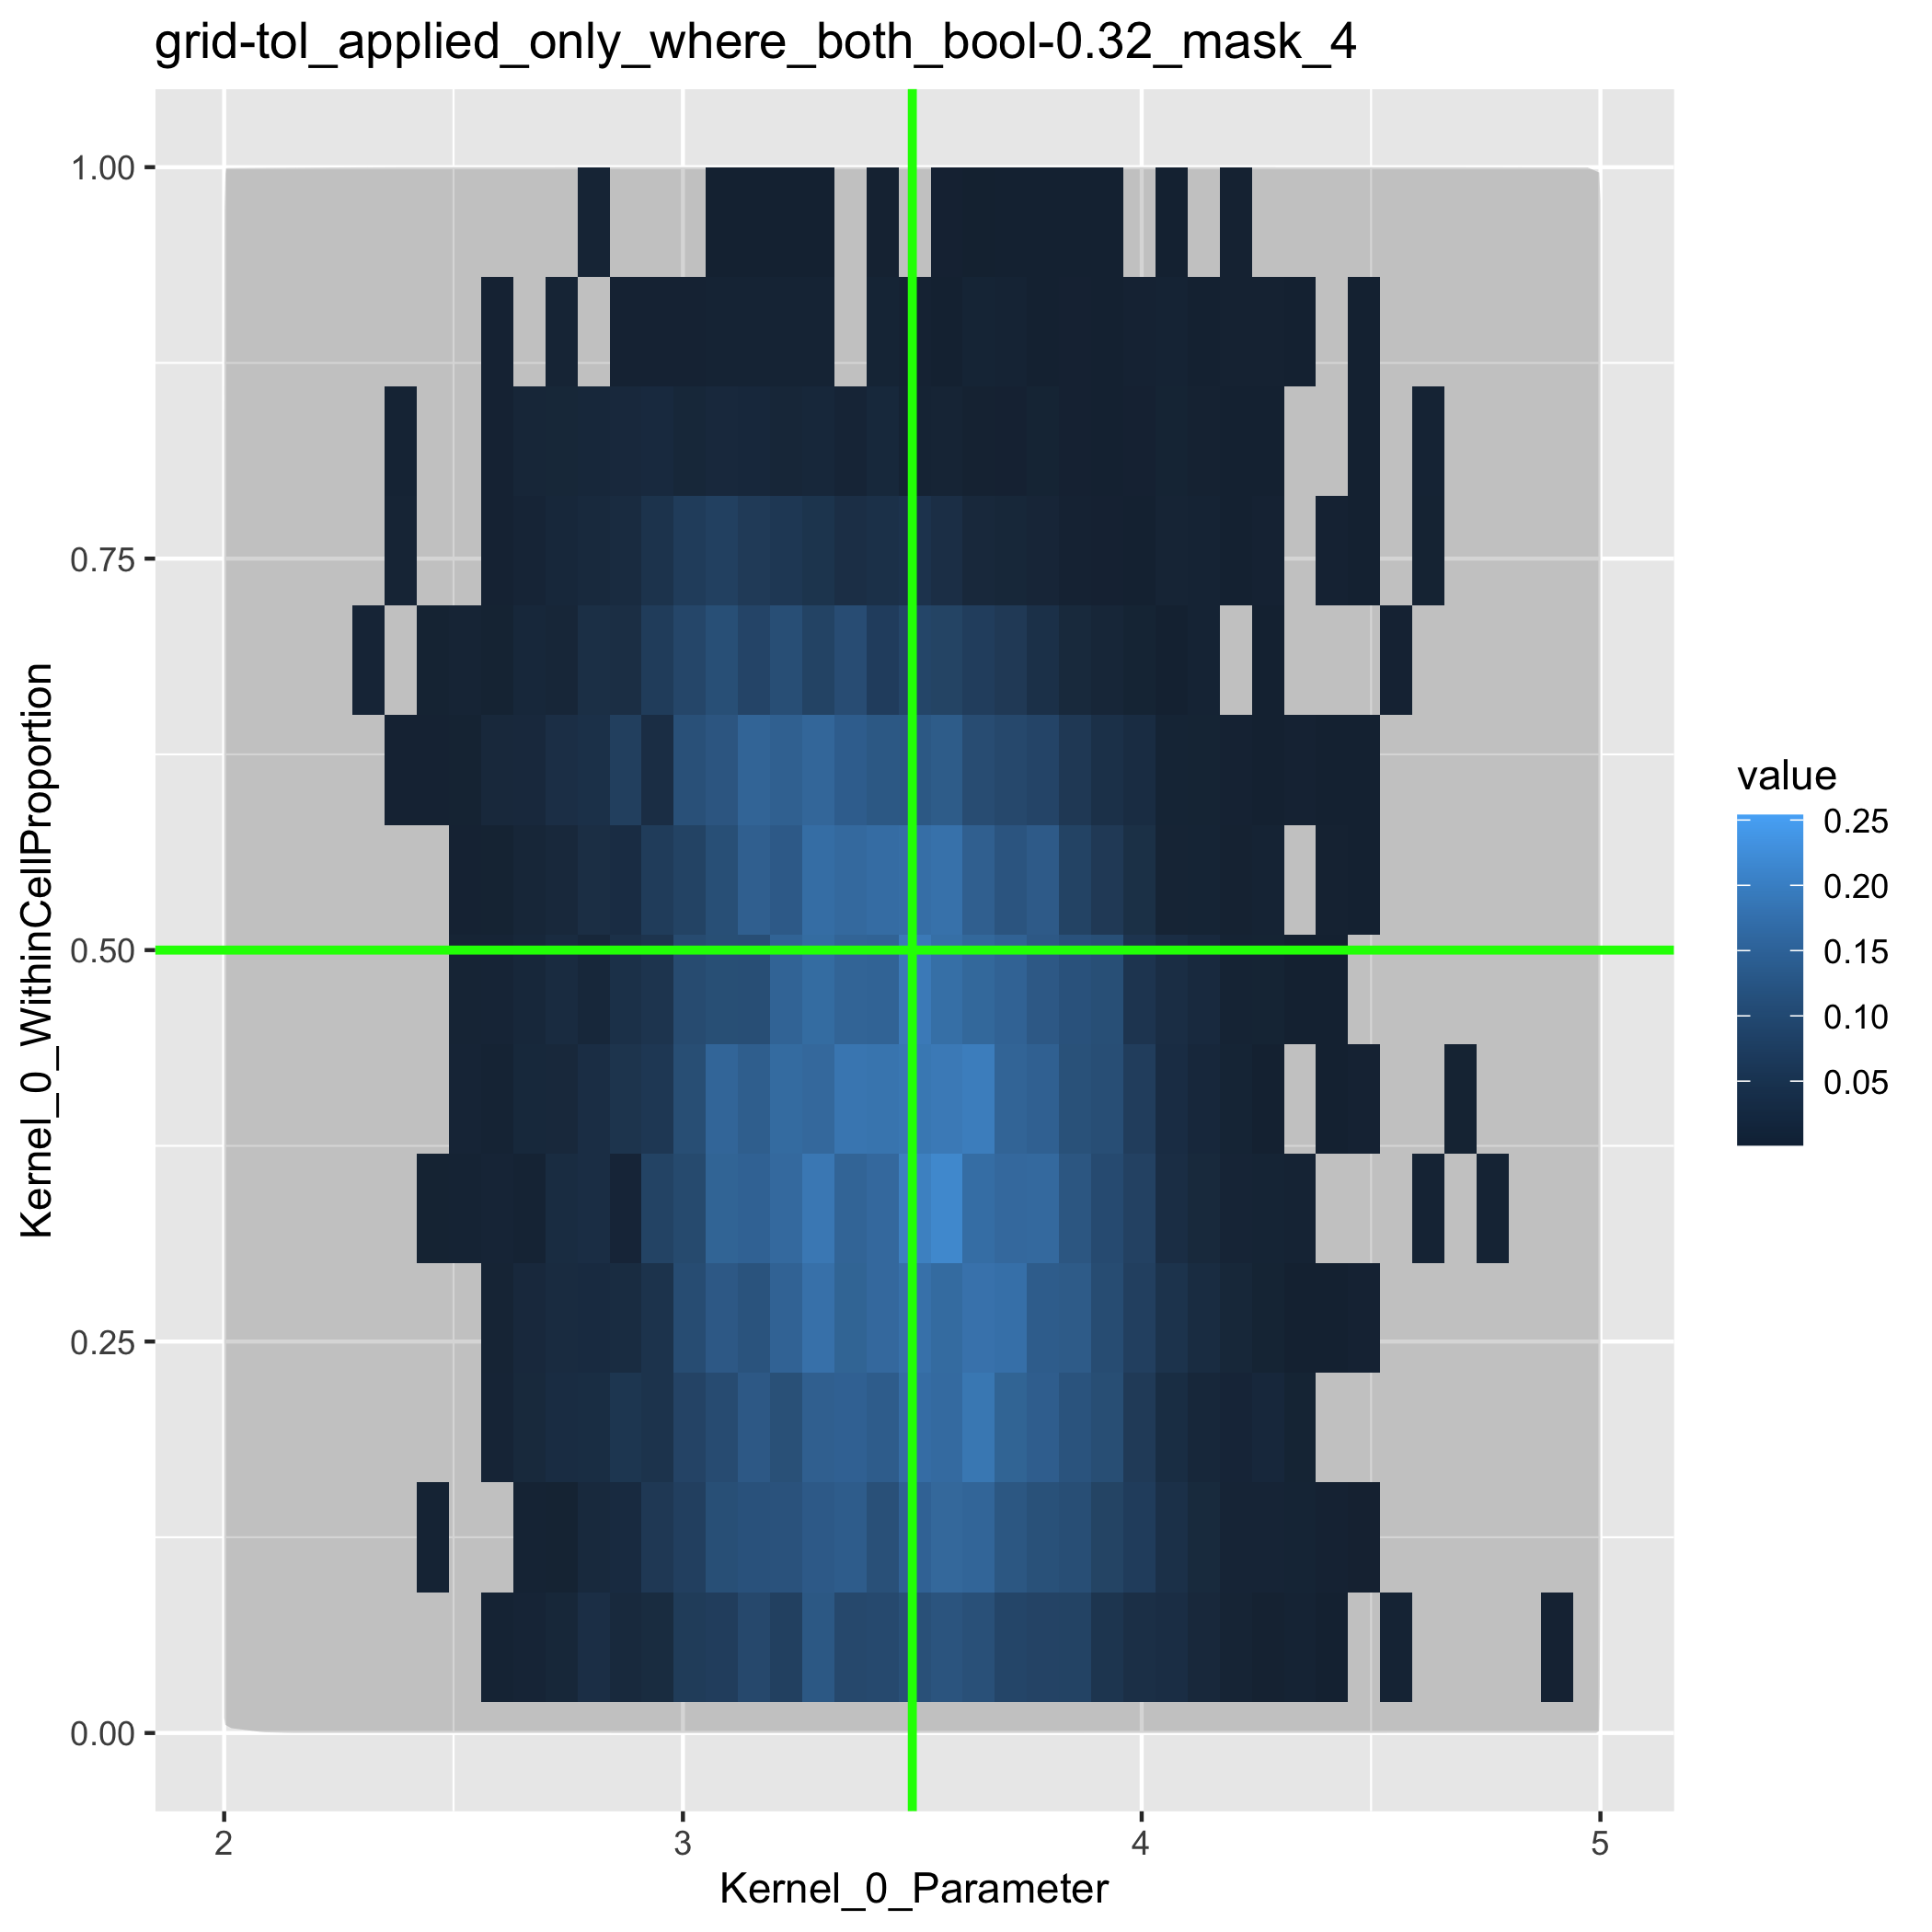 grid-tol_applied_only_where_both_bool-0.32_mask_4
Kernel_0_WithinCellProportion
1.00
0.75
0.50
0.25
0.00
2 3 4 5
Kernel_0_Parameter
value
0.25
0.20
0.15
0.10
0.05